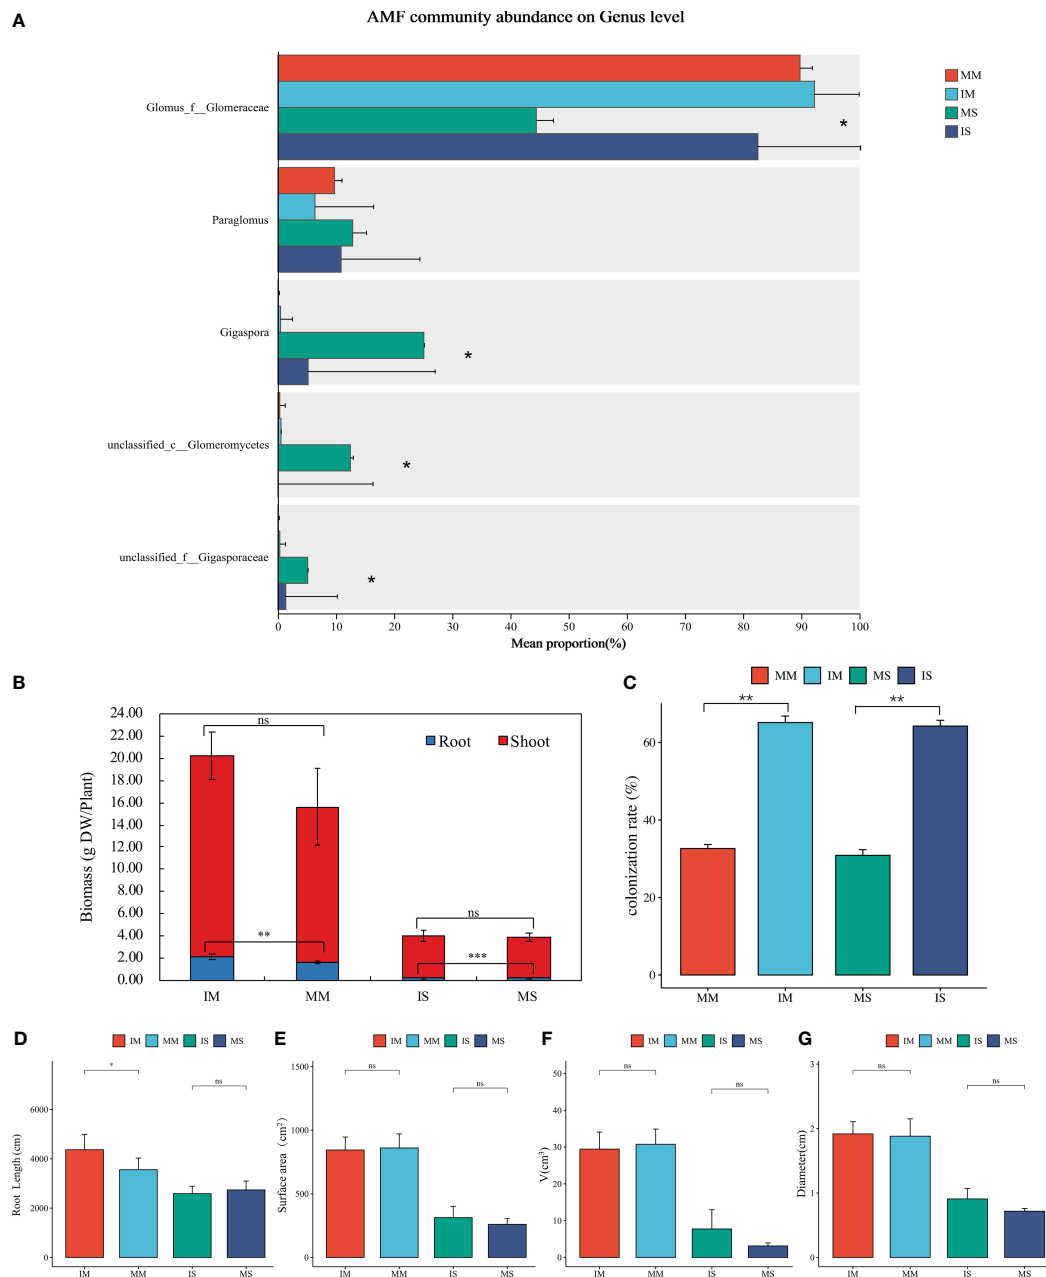 A
AMF community abundance on Genus level
MM
IM
MS
IS
Glomus_f__Glomeraceae
*
Paraglomus
Gigaspora
*
unclassified_c__Glomeromycetes
*
unclassified_f__Gigasporaceae
*
0 10 20 30 40 50 60 70 80 90 100
Mean proportion(%)
B
24.00
22.00
20.00
18.00
16.00
14.00
12.00
10.00
8.00
6.00
4.00
2.00
0.00
Biomass (g DW/Plant)
ns
Root Shoot
**
ns
***
IM MM IS MS
C
MM IM MS IS
** **
60
40
20
0
colonization rate (%)
MM IM MS IS
D
IM MM IS MS
* ns
6000
4000
2000
0
Root Length (cm)
IM MM IS MS
E
IM MM IS MS
ns ns
1500
1000
500
0
Surface area (cm²)
IM MM IS MS
F
IM MM IS MS
ns ns
50
40
30
20
10
0
V(cm³)
IM MM IS MS
G
IM MM IS MS
ns ns
3
2
1
0
Diameter(cm)
IM MM IS MS